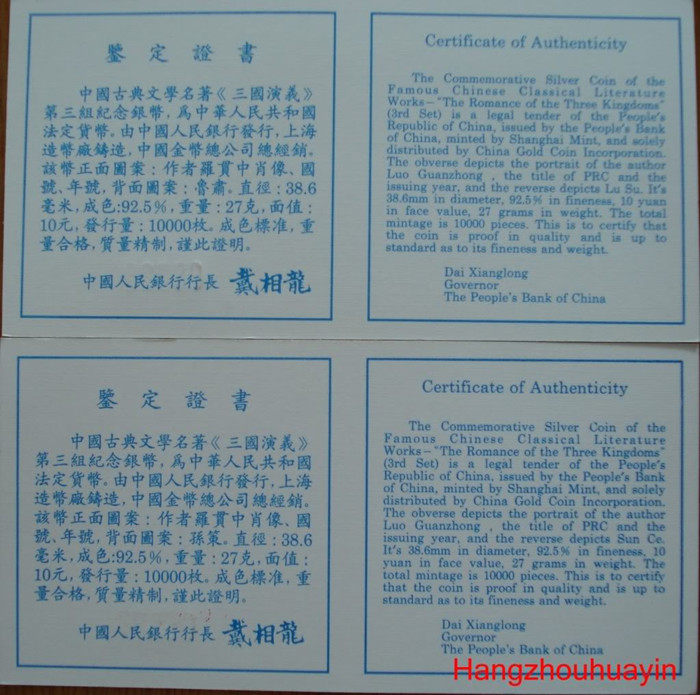 鑒定證書
中國古典文學名著《三國演義》
第三組紀念銀幣，爲中華人民共和國
法定貨幣。由中國人民銀行發行，上海
造幣廠鑄造，中國金幣總公司總經銷。
該幣正面圖案：作者羅貫中肖像、國
號、年號，背面圖案：魯肅。直徑：38.6
毫米，成色:92.5%，重量：27克，面值：
10元，發行量：10000枚。成色標准，重
量合格，質量精制，謹此證明。
中國人民銀行行長 戴相龍
Certificate of Authenticity
The Commemorative Silver Coin of the
Famous Chinese Classical Literature
Works－"The Romance of the Three Kingdoms"
(3rd Set) is a legal tender of the People's
Republic of China, issued by the People's Bank
of China, minted by Shanghai Mint, and solely
distributed by China Gold Coin Incorporation.
The obverse depicts the portrait of the author
Luo Guanzhong , the title of PRC and the
issuing year, and the reverse depicts Lu Su. It's
38.6mm in diameter, 92.5% in fineness, 10 yuan
in face value, 27 grams in weight. The total
mintage is 10000 pieces. This is to certify that
the coin is proof in quality and is up to
standard as to its fineness and weight.
Dai Xianglong
Governor
The People's Bank of China
鑒定證書
中國古典文學名著《三國演義》
第三組紀念銀幣，爲中華人民共和國
法定貨幣。由中國人民銀行發行，上海
造幣廠鑄造，中國金幣總公司總經銷。
該幣正面圖案：作者羅貫中肖像、國
號、年號，背面圖案：孫策。直徑：38.6
毫米，成色:92.5%，重量：27克，面值：
10元，發行量：10000枚。成色標准，重
量合格，質量精制，謹此證明。
中國人民銀行行長 戴相龍
Certificate of Authenticity
The Commemorative Silver Coin of the
Famous Chinese Classical Literature
Works－"The Romance of the Three Kingdoms"
(3rd Set) is a legal tender of the People's
Republic of China, issued by the People's Bank
of China, minted by Shanghai Mint, and solely
distributed by China Gold Coin Incorporation.
The obverse depicts the portrait of the author
Luo Guanzhong , the title of PRC and the
issuing year, and the reverse depicts Sun Ce.
It's 38.6mm in diameter, 92.5% in fineness, 10
yuan in face value, 27 grams in weight. The
total mintage is 10000 pieces. This is to certify
that the coin is proof in quality and is up to
standard as to its fineness and weight.
Dai Xianglong
Governor
The People's Bank of China
Hangzhouhuayin